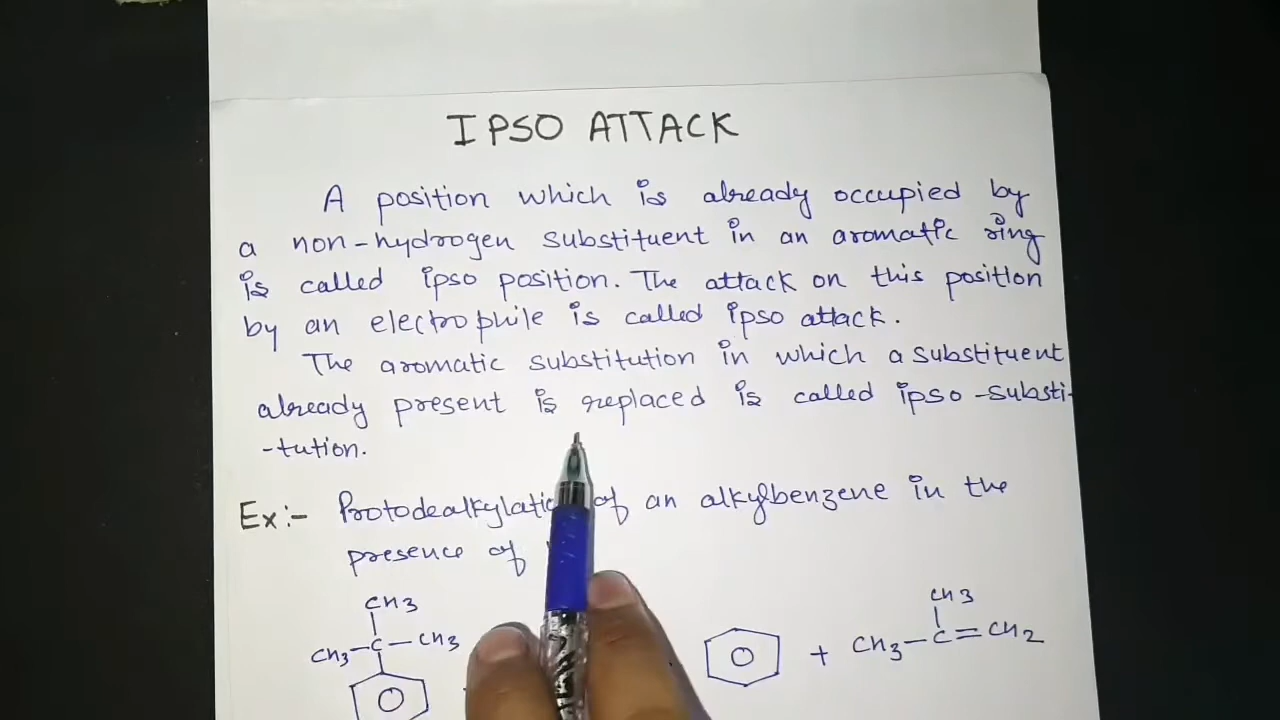 IPSO ATTACK
A position which is already occupied by
a non-hydrogen substituent in an aromatic ring
is called ipso position. The attack on this position
by an electrophile is called ipso attack.
The aromatic substitution in which a substituent
already present is replaced is called ipso-substi-
-tution.
Ex:- of an alkylbenzene in the
presence of
CH3
CH3-C-CH3
+ CH3-C=CH2
CH3